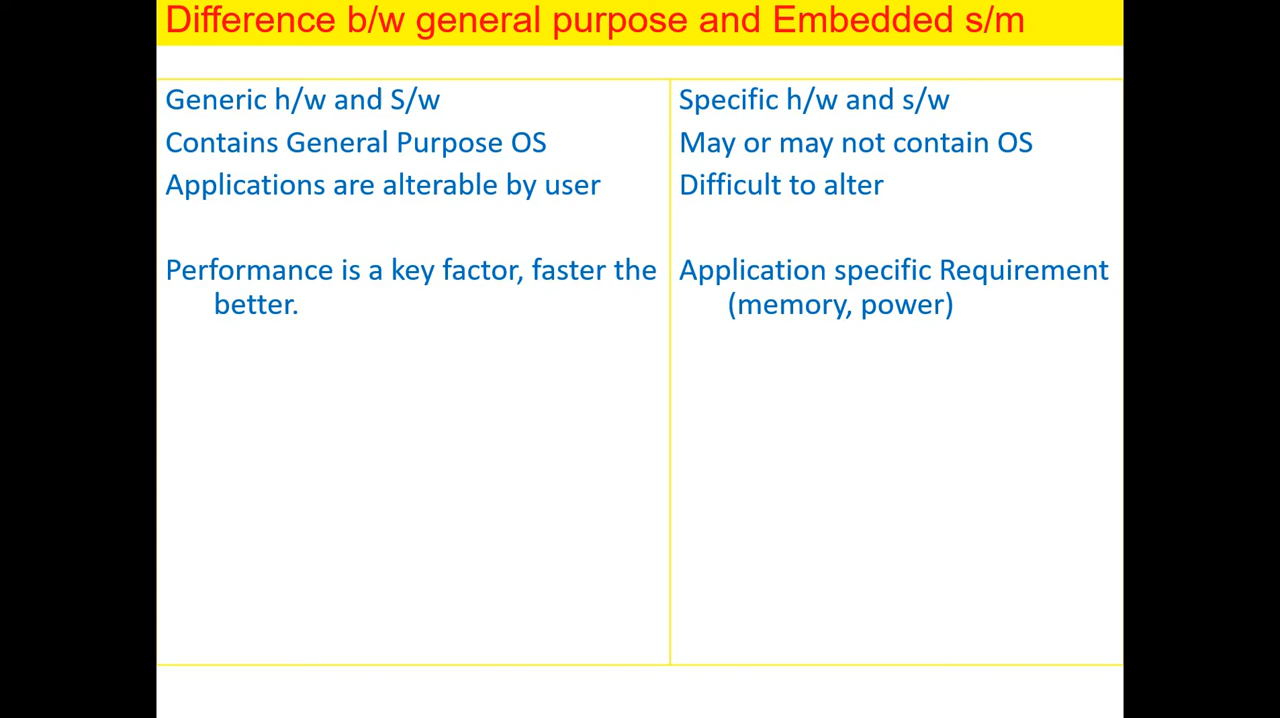 Difference b/w general purpose and Embedded s/m
Generic h/w and S/w
Contains General Purpose OS
Applications are alterable by user
Performance is a key factor, faster the
better.
Specific h/w and s/w
May or may not contain OS
Difficult to alter
Application specific Requirement
(memory, power)